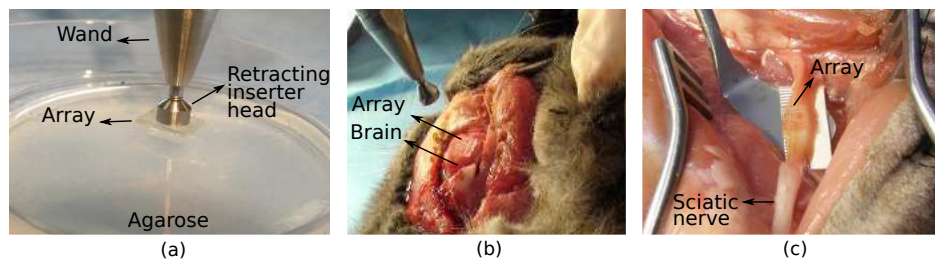 Wand
Retracting
inserter
head
Array
Agarose
(a)
Array
Brain
(b)
Array
Sciatic
nerve
(c)